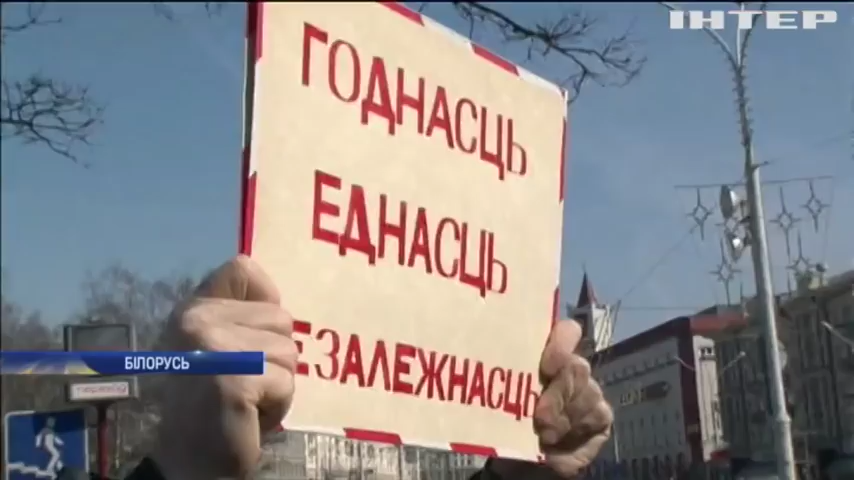 ІНТЕР
ГОДНАСЦЬ
ЕДНАСЦЬ
ЕЗАЛЕЖНАСЦЬ
БІЛОРУСЬ